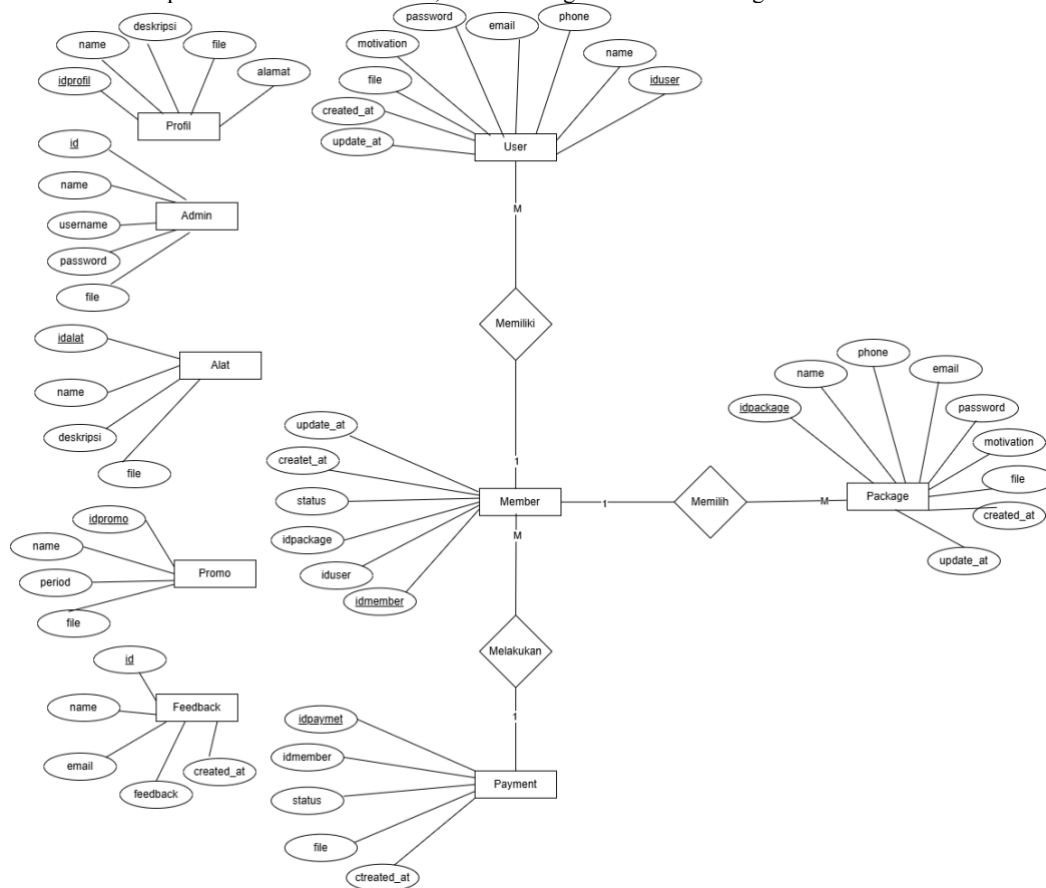 deskripsi
name
file
idprofil
alamat
Profil
id
name
Admin
username
password
file
idalat
Alat
name
deskripsi
file
idpromo
name
Promo
period
file
id
name
Feedback
email
created_at
feedback
password
email
phone
motivation
name
file
iduser
created_at
update_at
User
M
Memiliki
1
update_at
createt_at
status
idpackage
iduser
idmember
Member
1
Memilih
M
phone
name
email
idpackage
password
motivation
file
Package
created_at
update_at
M
Melakukan
1
idpaymet
idmember
status
Payment
file
ctreated_at